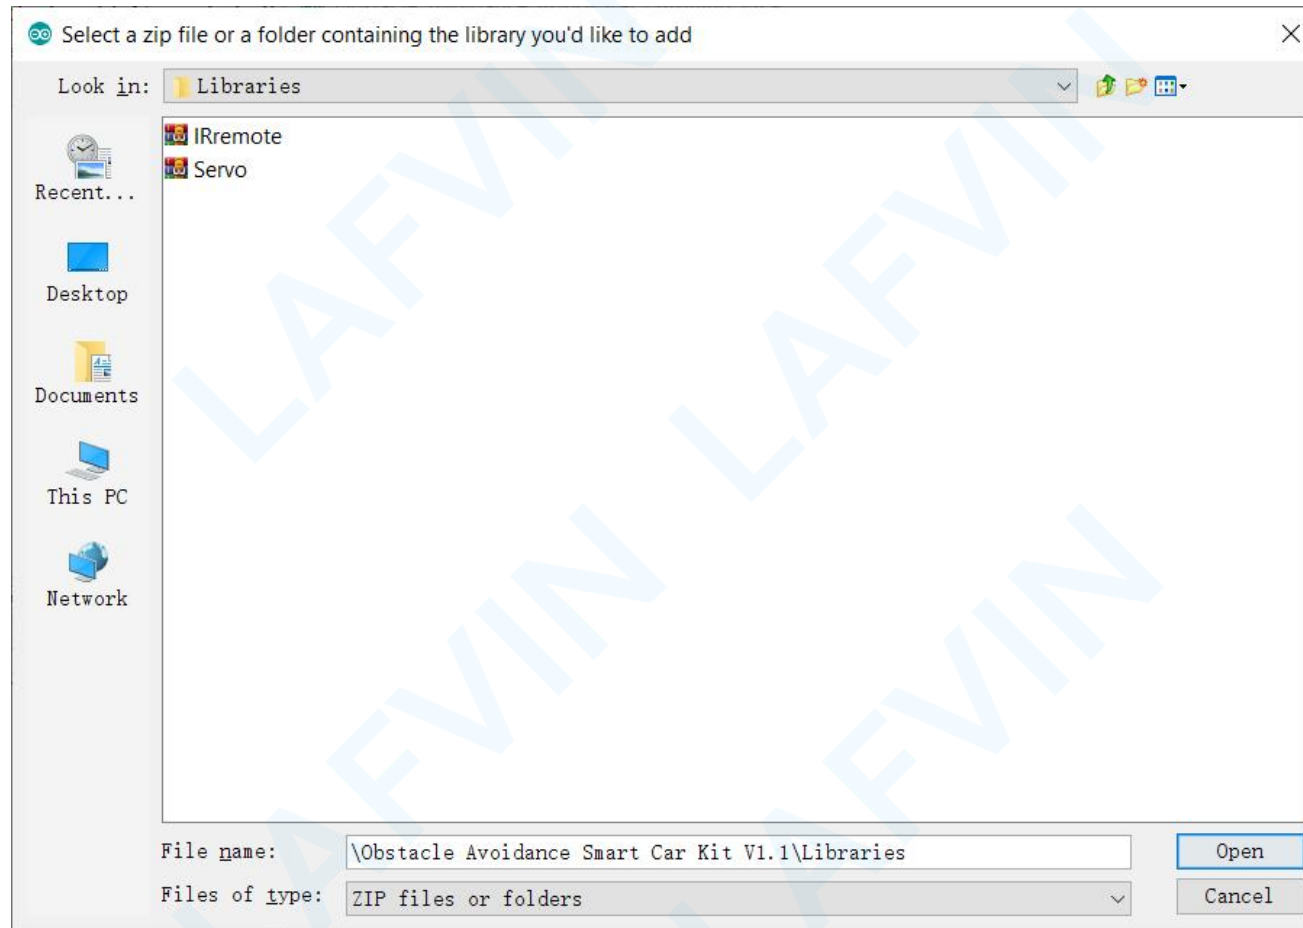 Select a zip file or a folder containing the library you'd like to add
Look in: Libraries
IRremote
Servo
Recent...
Desktop
Documents
This PC
Network
File name: \Obstacle Avoidance Smart Car Kit V1.1\Libraries
Open
Files of type: ZIP files or folders
Cancel
LAFVIN
LAFVIN
LAFVIN
LAFVIN